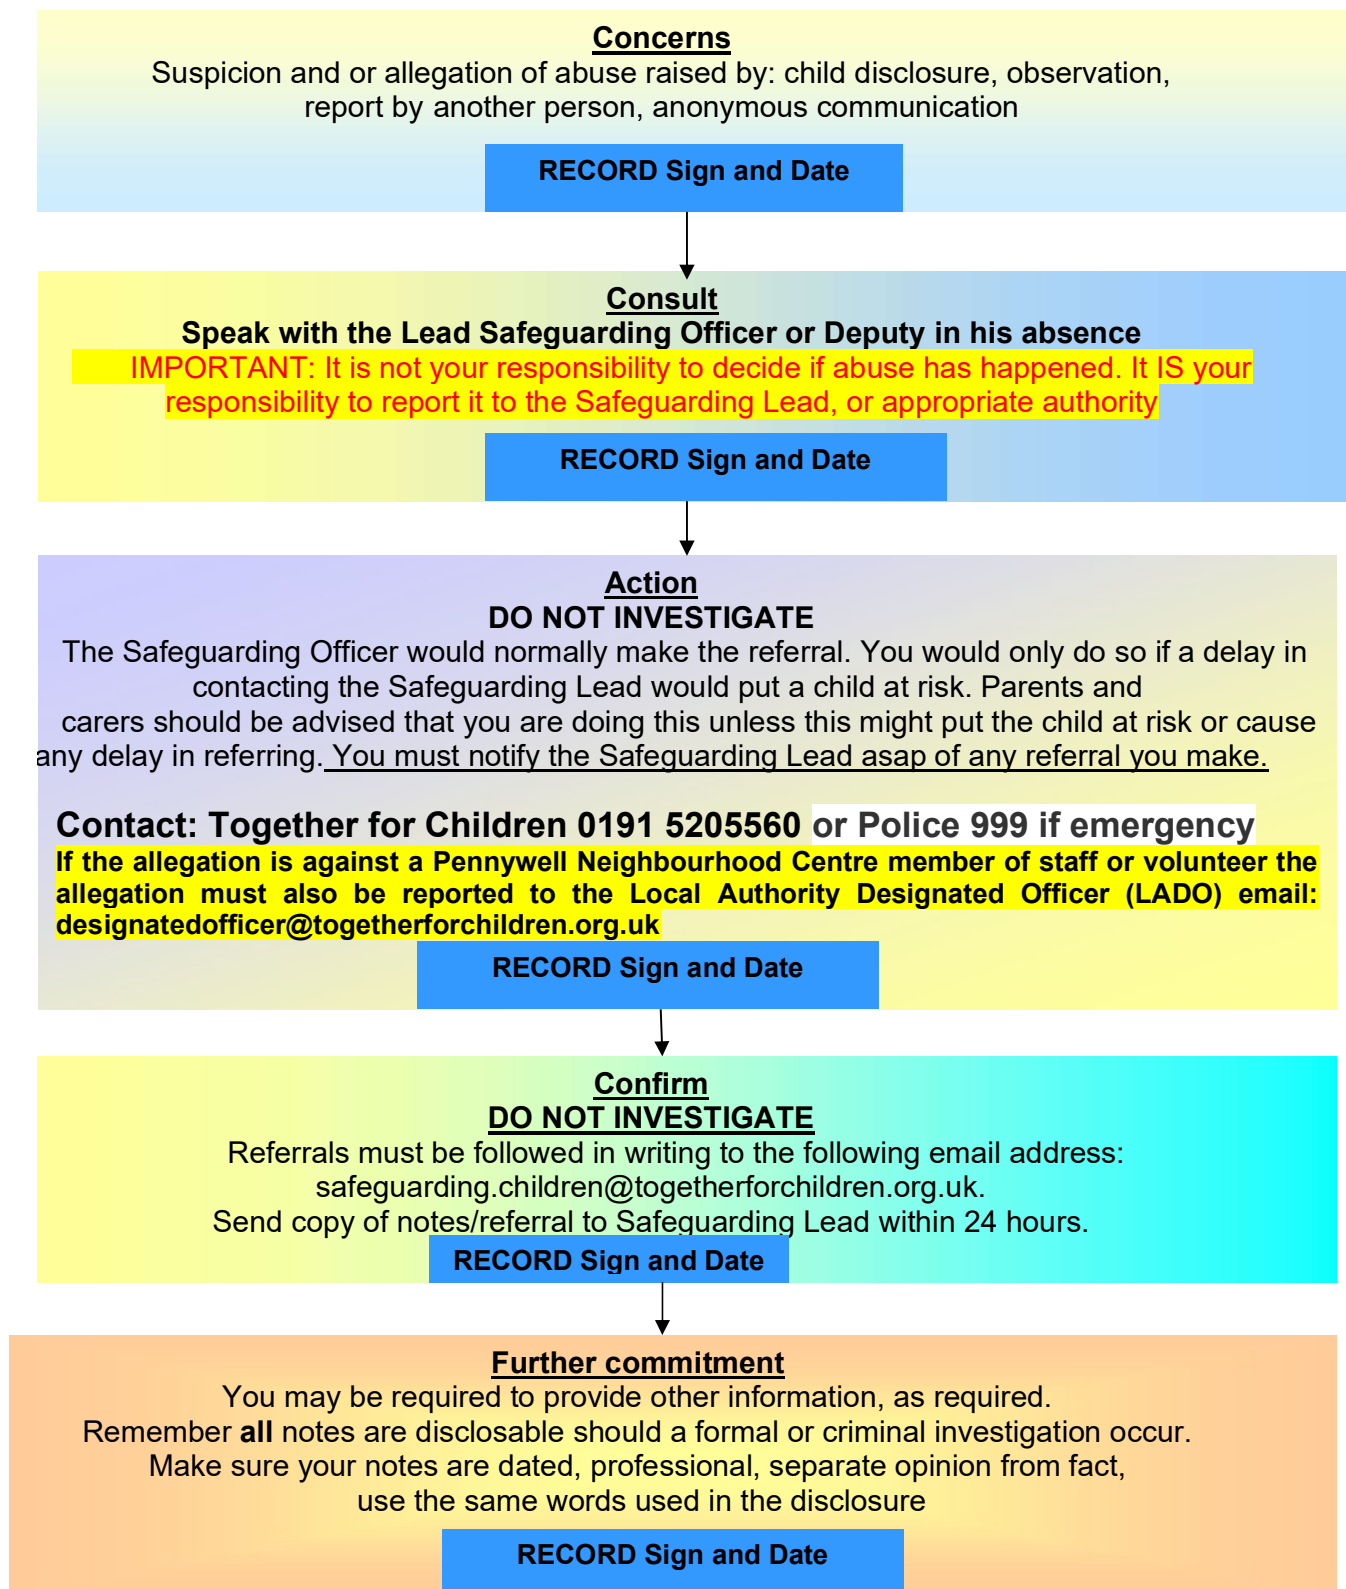 Concerns
Suspicion and or allegation of abuse raised by: child disclosure, observation,
report by another person, anonymous communication
RECORD Sign and Date
Consult
Speak with the Lead Safeguarding Officer or Deputy in his absence
IMPORTANT: It is not your responsibility to decide if abuse has happened. It IS your
responsibility to report it to the Safeguarding Lead, or appropriate authority
RECORD Sign and Date
Action
DO NOT INVESTIGATE
The Safeguarding Officer would normally make the referral. You would only do so if a delay in
contacting the Safeguarding Lead would put a child at risk. Parents and
carers should be advised that you are doing this unless this might put the child at risk or cause
any delay in referring. You must notify the Safeguarding Lead asap of any referral you make.
Contact: Together for Children 0191 5205560 or Police 999 if emergency
If the allegation is against a Pennywell Neighbourhood Centre member of staff or volunteer the
allegation must also be reported to the Local Authority Designated Officer (LADO) email:
designatedofficer@togetherforchildren.org.uk
RECORD Sign and Date
Confirm
DO NOT INVESTIGATE
Referrals must be followed in writing to the following email address:
safeguarding.children@togetherforchildren.org.uk.
Send copy of notes/referral to Safeguarding Lead within 24 hours.
RECORD Sign and Date
Further commitment
You may be required to provide other information, as required.
Remember all notes are disclosable should a formal or criminal investigation occur.
Make sure your notes are dated, professional, separate opinion from fact,
use the same words used in the disclosure
RECORD Sign and Date